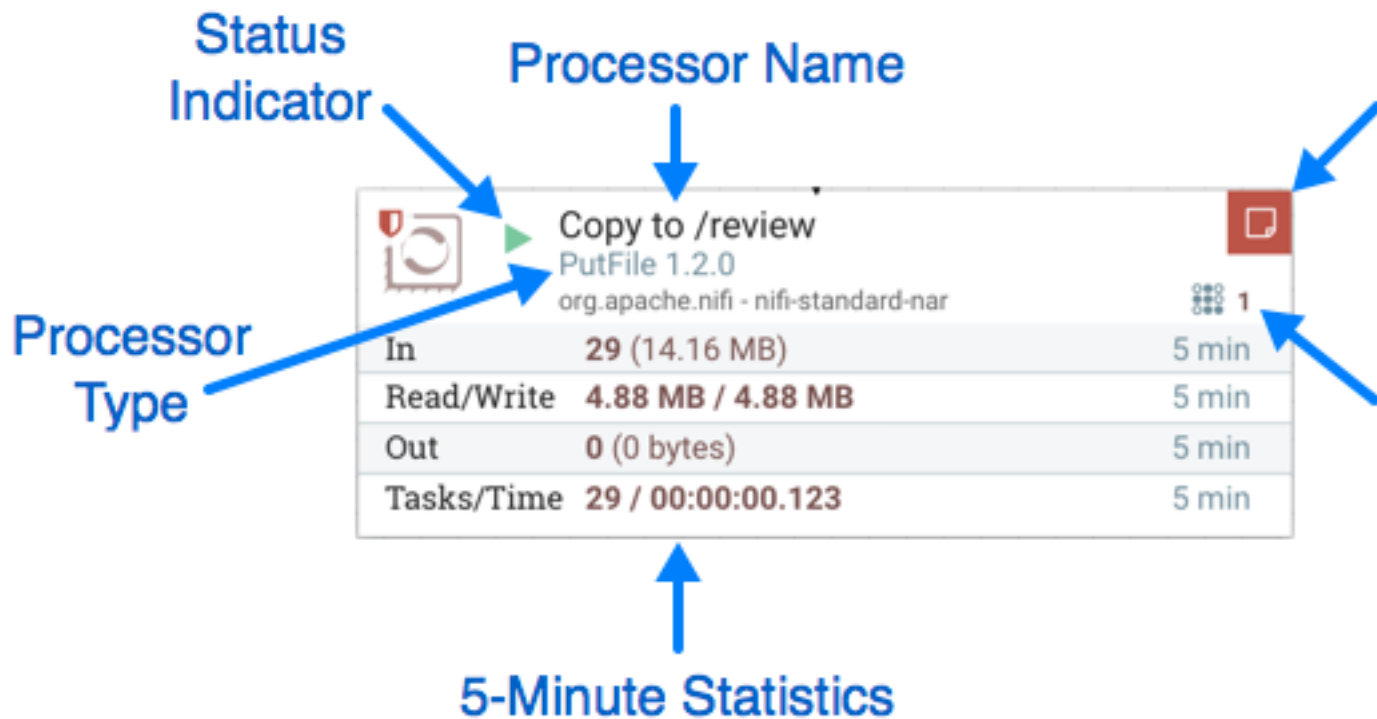 Status
Indicator
Processor Name
Copy to /review
PutFile 1.2.0
org.apache.nifi - nifi-standard-nar
1
Processor
Type
In 29 (14.16 MB) 5 min
Read/Write 4.88 MB / 4.88 MB 5 min
Out 0 (0 bytes) 5 min
Tasks/Time 29 / 00:00:00.123 5 min
5-Minute Statistics